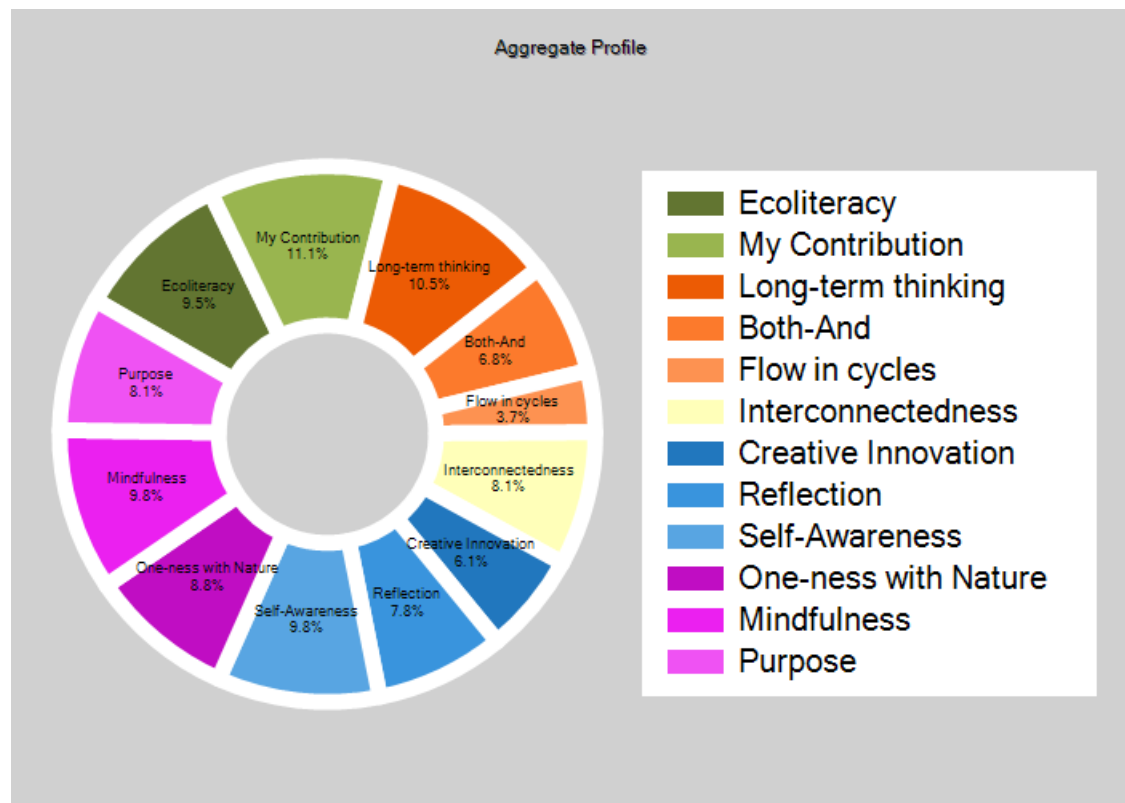 Aggregate Profile
My Contribution
11.1%
Long-term thinking
10.5%
Ecoliteracy
9.5%
Both-And
6.8%
Purpose
8.1%
Flow in cycles
3.7%
Mindfulness
9.8%
Interconnectedness
8.1%
One-ness with Nature
8.8%
Creative Innovation
6.1%
Self-Awareness
9.8%
Reflection
7.8%
Ecoliteracy
My Contribution
Long-term thinking
Both-And
Flow in cycles
Interconnectedness
Creative Innovation
Reflection
Self-Awareness
One-ness with Nature
Mindfulness
Purpose